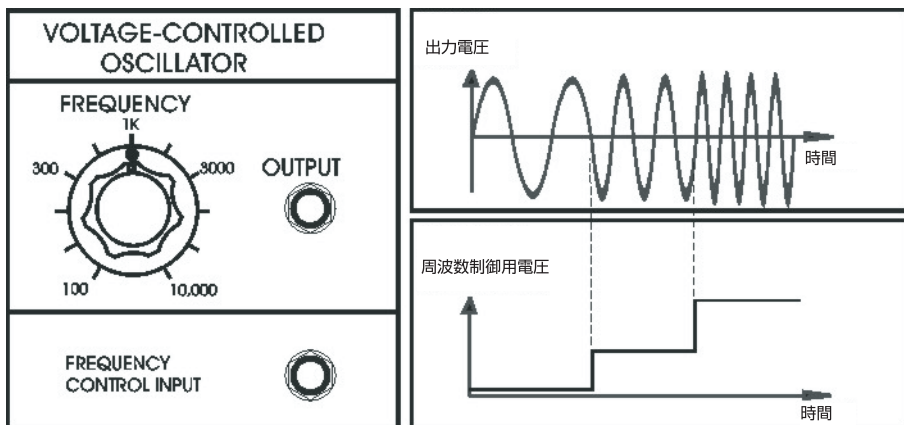 VOLTAGE-CONTROLLED
OSCILLATOR
FREQUENCY
1K
300
3000
100
10,000
OUTPUT
FREQUENCY
CONTROL INPUT
出力電圧
時間
周波数制御用電圧
時間